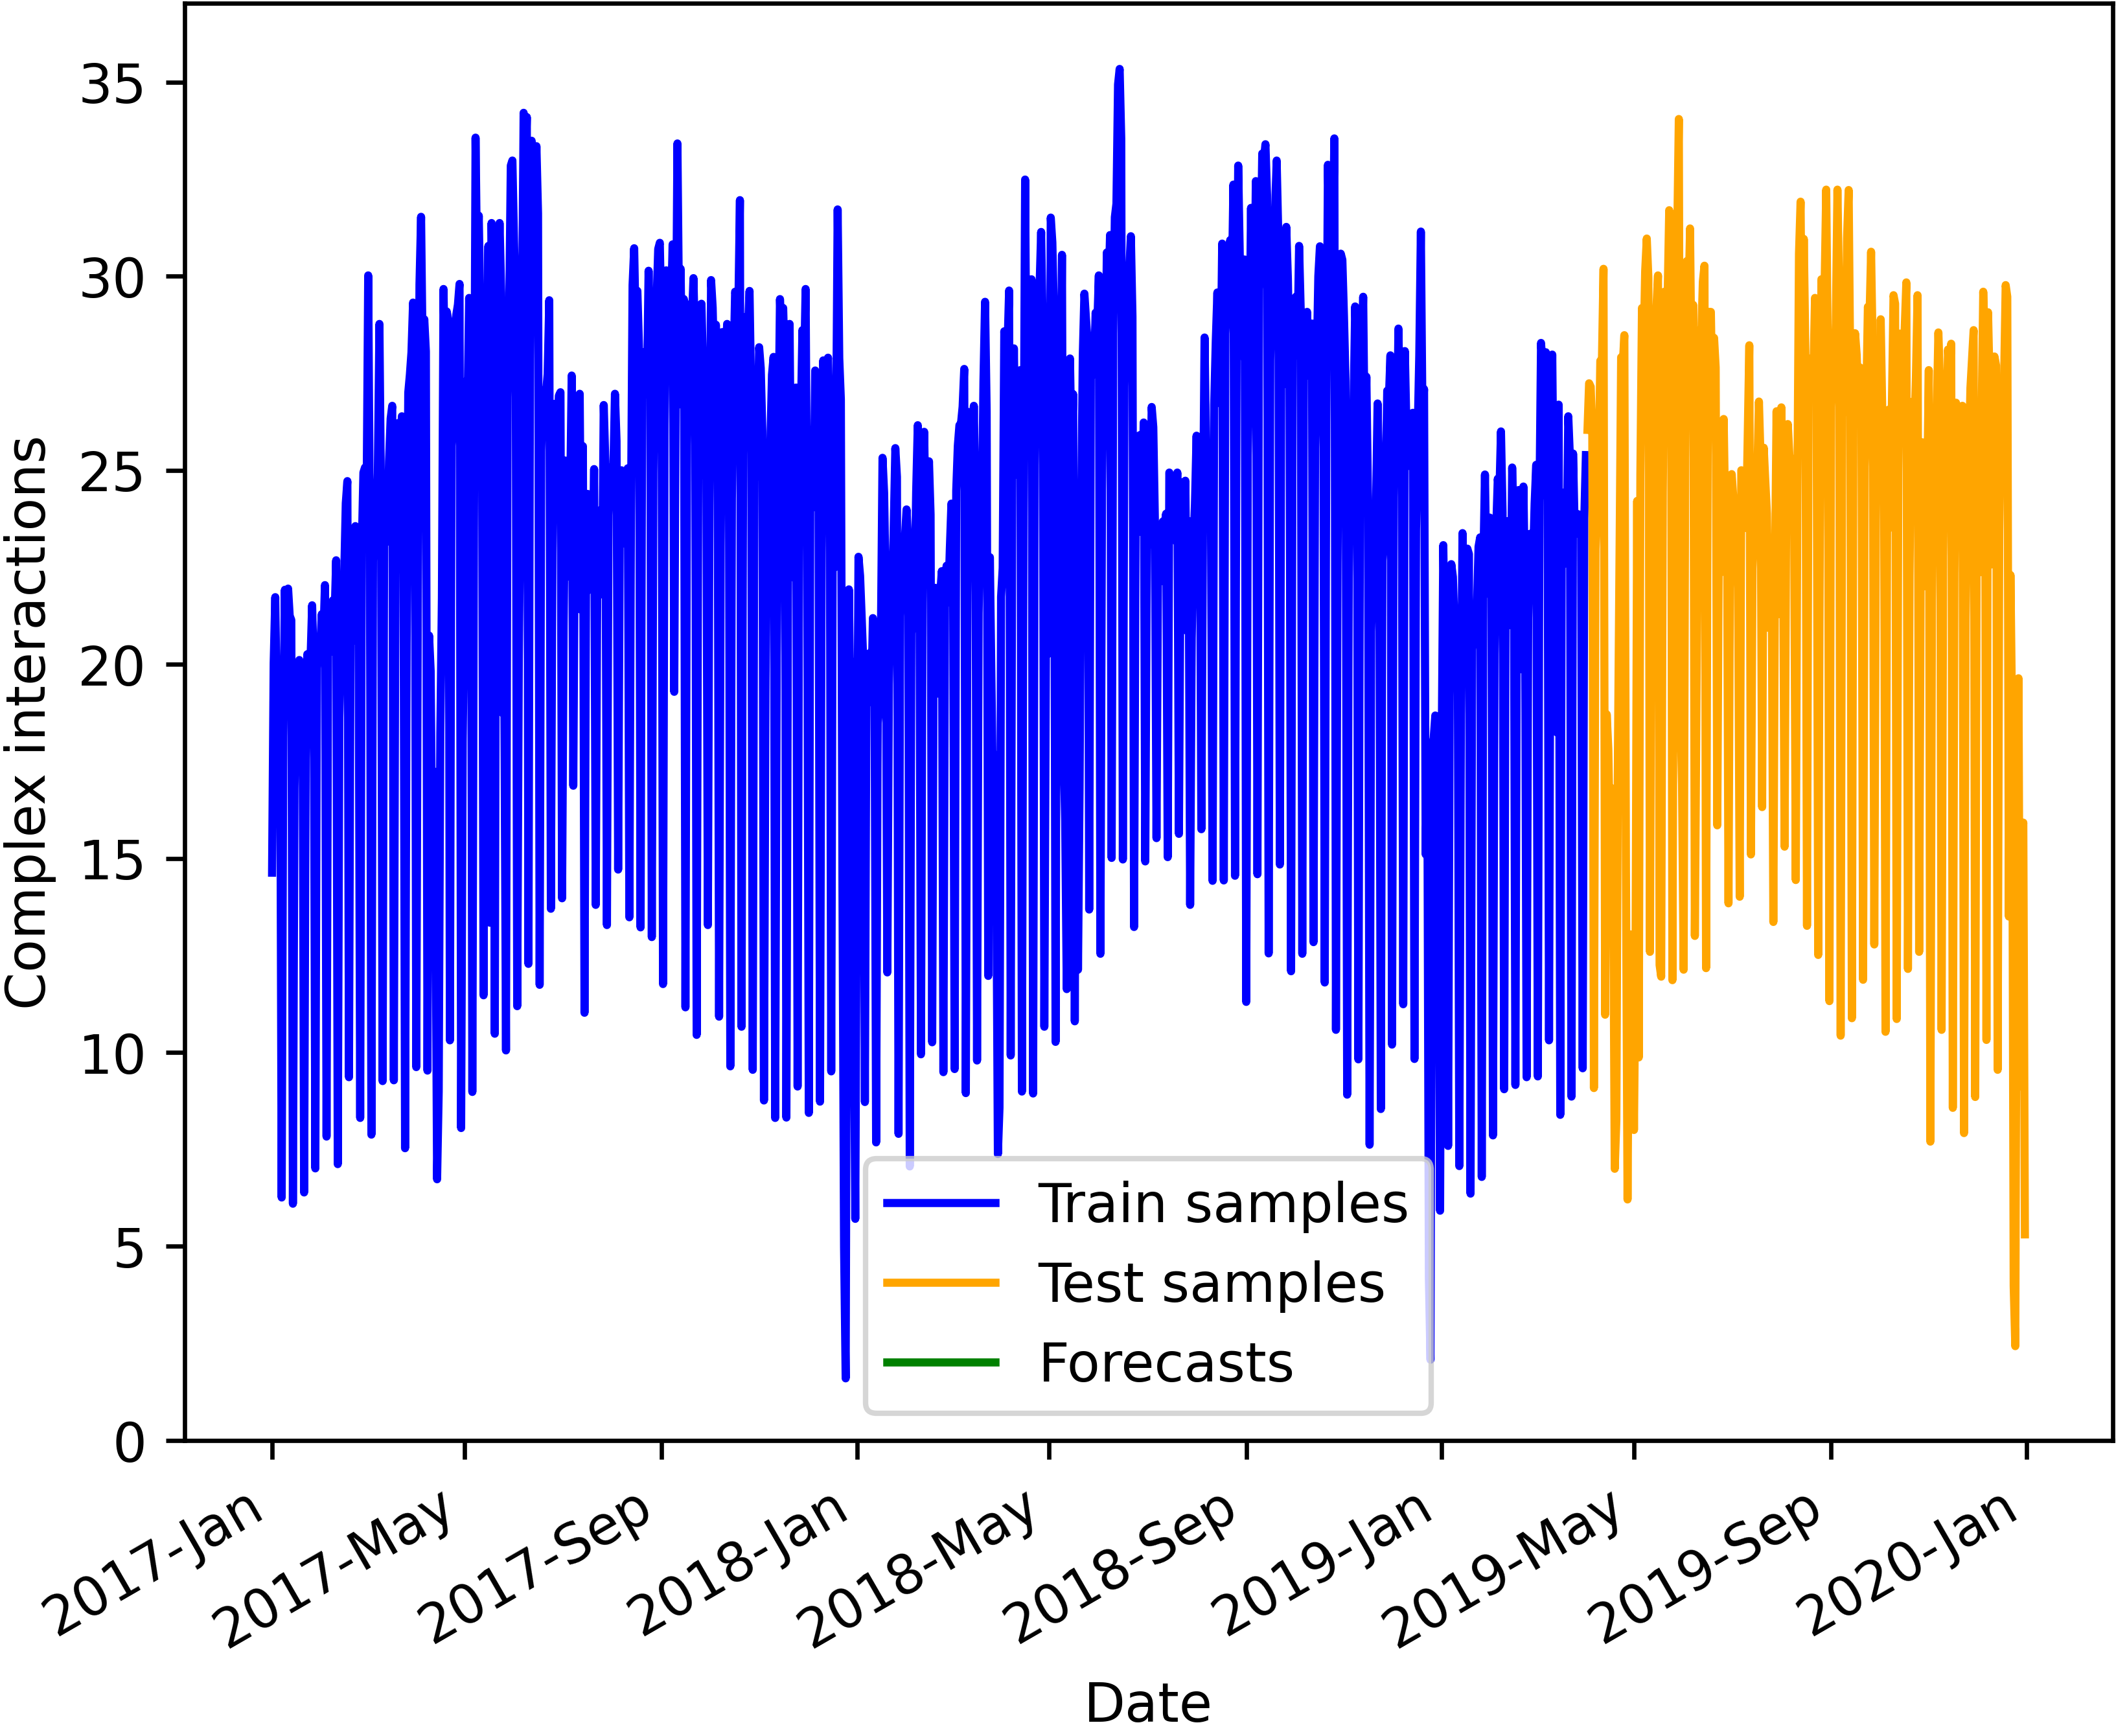 Complex interactions
35
30
25
20
15
10
5
0
Train samples
Test samples
Forecasts
2017-Jan
2017-May
2017-Sep
2018-Jan
2018-May
2018-Sep
2019-Jan
2019-May
2019-Sep
2020-Jan
Date